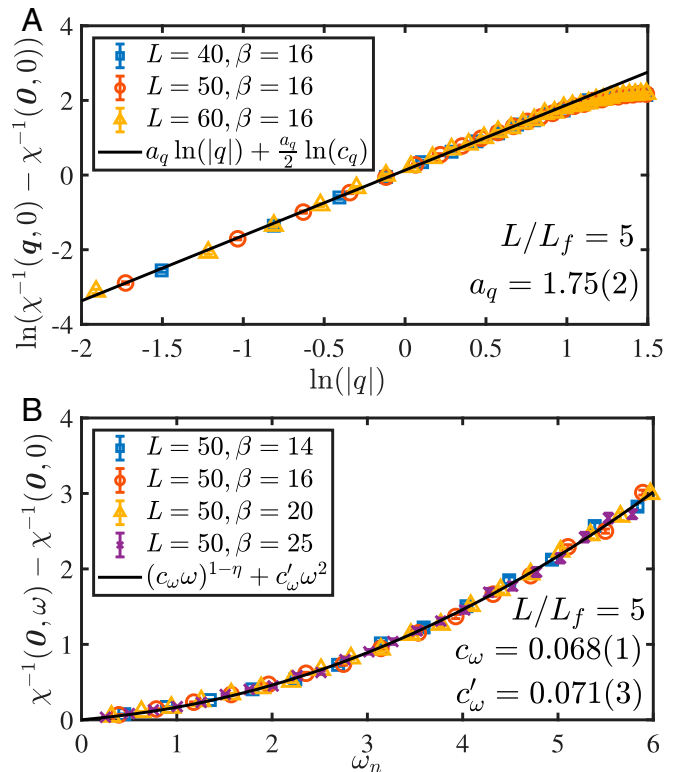 A
4
2
0
-2
-4
ln(χ⁻¹(q, 0) − χ⁻¹(O, 0))
L = 40, β = 16
L = 50, β = 16
L = 60, β = 16
a_q ln(|q|) + a_q/2 ln(c_q)
L/L_f = 5
a_q = 1.75(2)
-2 -1.5 -1 -0.5 0 0.5 1 1.5
ln(|q|)
B
4
3
2
1
0
χ⁻¹(O, ω) − χ⁻¹(O, 0)
L = 50, β = 14
L = 50, β = 16
L = 50, β = 20
L = 50, β = 25
(c_ω ω)^{1−η} + c′_ω ω²
L/L_f = 5
c_ω = 0.068(1)
c′_ω = 0.071(3)
0 1 2 3 4 5 6
ω_n